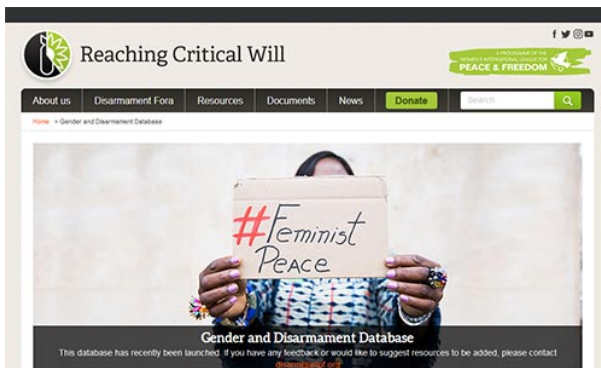 Reaching Critical Will
A PROGRAMME OF THE
WOMEN'S INTERNATIONAL LEAGUE FOR
PEACE & FREEDOM
About us Disarmament Fora Resources Documents News Donate Search
Home » Gender and Disarmament Database
#Feminist
PEACE
Gender and Disarmament Database
This database has recently been launched. If you have any feedback or would like to suggest resources to be added, please contact